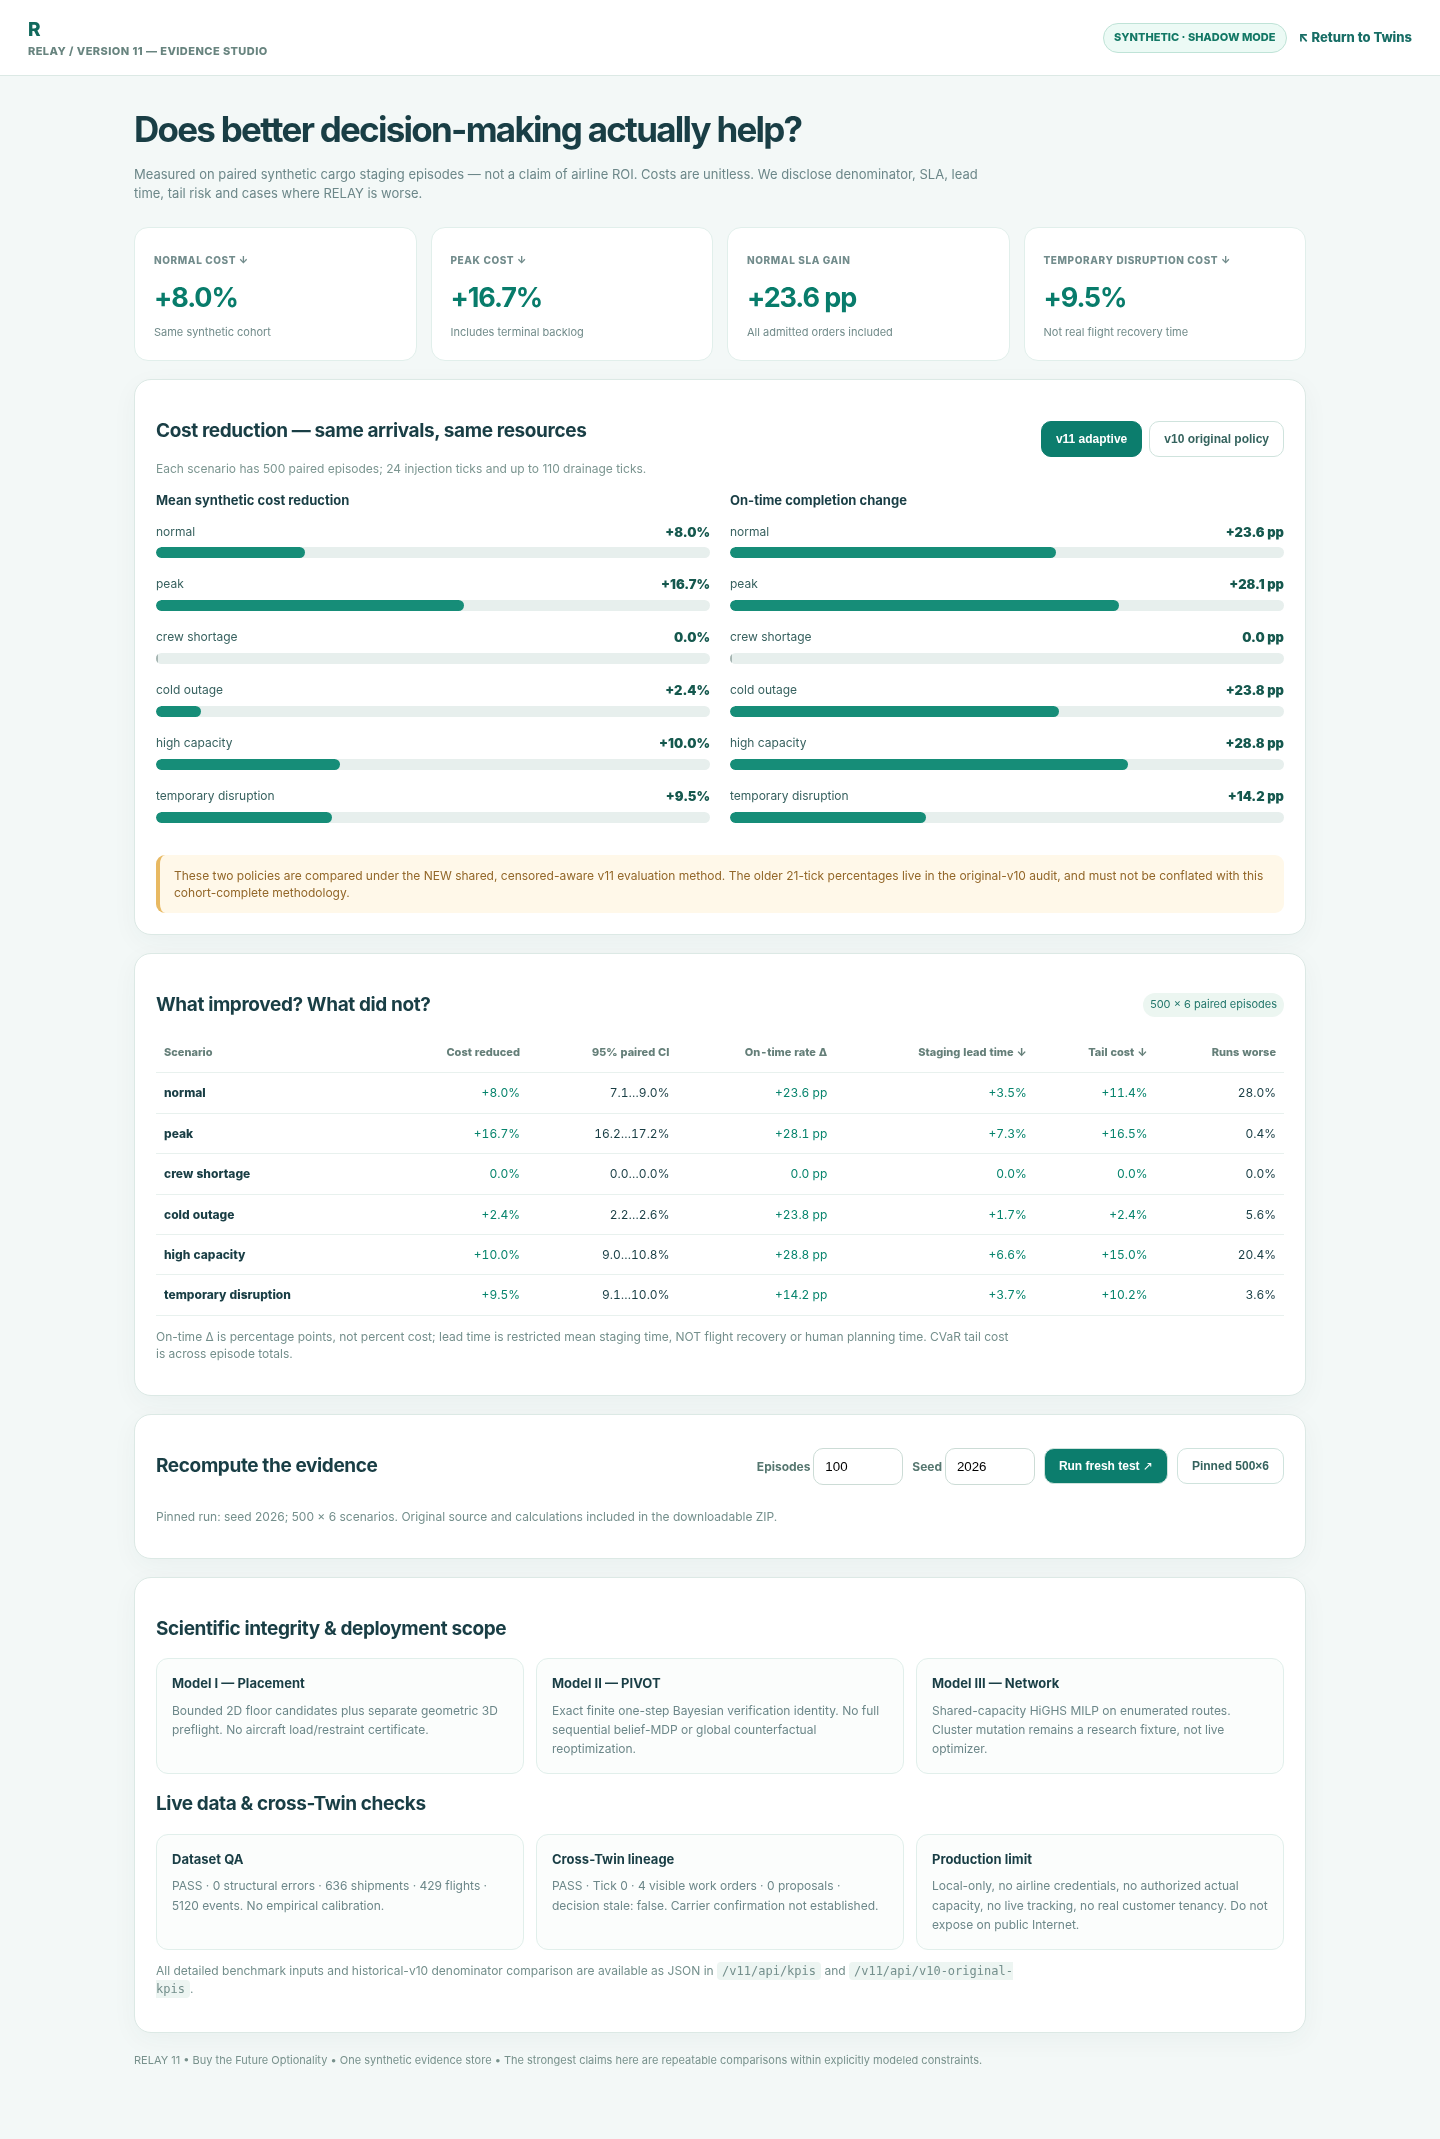 R
RELAY / VERSION 11 — EVIDENCE STUDIO
SYNTHETIC · SHADOW MODE
↸ Return to Twins
Does better decision-making actually help?
Measured on paired synthetic cargo staging episodes — not a claim of airline ROI. Costs are unitless. We disclose denominator, SLA, lead
time, tail risk and cases where RELAY is worse.
NORMAL COST ↓
+8.0%
Same synthetic cohort
PEAK COST ↓
+16.7%
Includes terminal backlog
NORMAL SLA GAIN
+23.6 pp
All admitted orders included
TEMPORARY DISRUPTION COST ↓
+9.5%
Not real flight recovery time
Cost reduction — same arrivals, same resources
v11 adaptive
v10 original policy
Each scenario has 500 paired episodes; 24 injection ticks and up to 110 drainage ticks.
Mean synthetic cost reduction
normal +8.0%
peak +16.7%
crew shortage 0.0%
cold outage +2.4%
high capacity +10.0%
temporary disruption +9.5%
On-time completion change
normal +23.6 pp
peak +28.1 pp
crew shortage 0.0 pp
cold outage +23.8 pp
high capacity +28.8 pp
temporary disruption +14.2 pp
These two policies are compared under the NEW shared, censored-aware v11 evaluation method. The older 21-tick percentages live in the original-v10 audit, and must not be conflated with this
cohort-complete methodology.
What improved? What did not?
500 × 6 paired episodes
Scenario Cost reduced 95% paired CI On-time rate Δ Staging lead time ↓ Tail cost ↓ Runs worse
normal +8.0% 7.1…9.0% +23.6 pp +3.5% +11.4% 28.0%
peak +16.7% 16.2…17.2% +28.1 pp +7.3% +16.5% 0.4%
crew shortage 0.0% 0.0…0.0% 0.0 pp 0.0% 0.0% 0.0%
cold outage +2.4% 2.2…2.6% +23.8 pp +1.7% +2.4% 5.6%
high capacity +10.0% 9.0…10.8% +28.8 pp +6.6% +15.0% 20.4%
temporary disruption +9.5% 9.1…10.0% +14.2 pp +3.7% +10.2% 3.6%
On-time Δ is percentage points, not percent cost; lead time is restricted mean staging time, NOT flight recovery or human planning time. CVaR tail cost
is across episode totals.
Recompute the evidence
Episodes 100 Seed 2026 Run fresh test ↗ Pinned 500×6
Pinned run: seed 2026; 500 × 6 scenarios. Original source and calculations included in the downloadable ZIP.
Scientific integrity & deployment scope
Model I — Placement
Bounded 2D floor candidates plus separate geometric 3D
preflight. No aircraft load/restraint certificate.
Model II — PIVOT
Exact finite one-step Bayesian verification identity. No full
sequential belief-MDP or global counterfactual
reoptimization.
Model III — Network
Shared-capacity HiGHS MILP on enumerated routes.
Cluster mutation remains a research fixture, not live
optimizer.
Live data & cross-Twin checks
Dataset QA
PASS · 0 structural errors · 636 shipments · 429 flights ·
5120 events. No empirical calibration.
Cross-Twin lineage
PASS · Tick 0 · 4 visible work orders · 0 proposals ·
decision stale: false. Carrier confirmation not established.
Production limit
Local-only, no airline credentials, no authorized actual
capacity, no live tracking, no real customer tenancy. Do not
expose on public Internet.
All detailed benchmark inputs and historical-v10 denominator comparison are available as JSON in /v11/api/kpis and /v11/api/v10-original-
kpis .
RELAY 11 • Buy the Future Optionality • One synthetic evidence store • The strongest claims here are repeatable comparisons within explicitly modeled constraints.